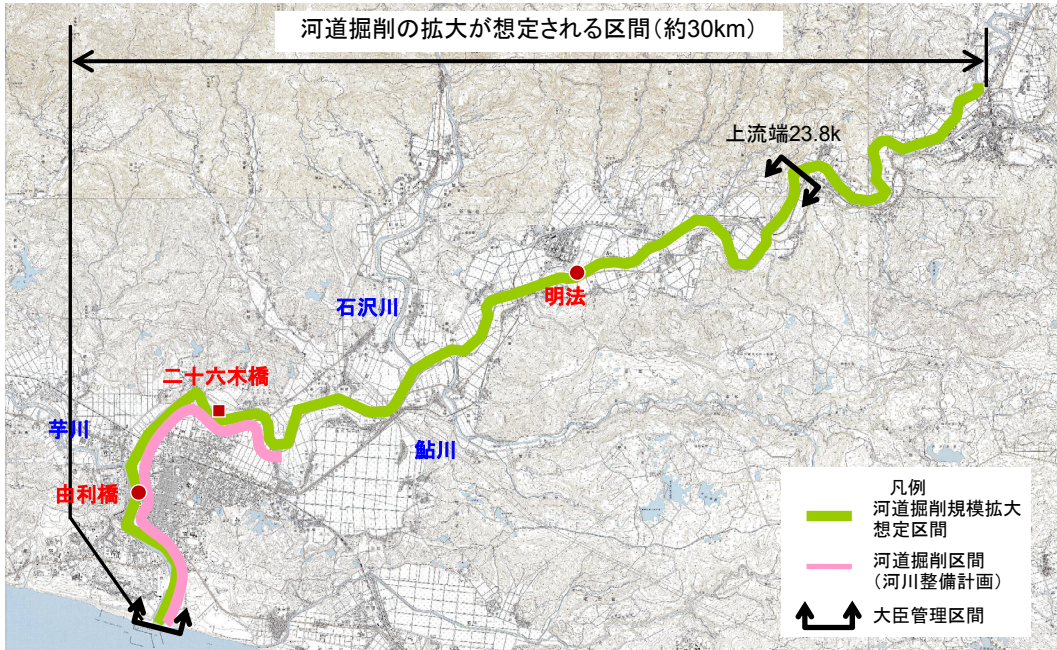 河道掘削の拡大が想定される区間(約30km)
上流端23.8k
明法
石沢川
二十六木橋
芋川
鮎川
由利橋
凡例
河道掘削規模拡大
想定区間
河道掘削区間
(河川整備計画)
大臣管理区間